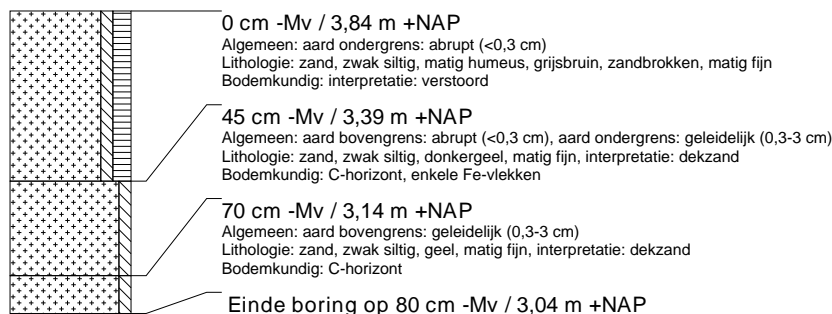 0 cm -Mv / 3,84 m +NAP
Algemeen: aard ondergrens: abrupt (<0,3 cm)
Lithologie: zand, zwak siltig, matig humeus, grijsbruin, zandbrokken, matig fijn
Bodemkundig: interpretatie: verstoord
45 cm -Mv / 3,39 m +NAP
Algemeen: aard bovengrens: abrupt (<0,3 cm), aard ondergrens: geleidelijk (0,3-3 cm)
Lithologie: zand, zwak siltig, donkergeel, matig fijn, interpretatie: dekzand
Bodemkundig: C-horizont, enkele Fe-vlekken
70 cm -Mv / 3,14 m +NAP
Algemeen: aard bovengrens: geleidelijk (0,3-3 cm)
Lithologie: zand, zwak siltig, geel, matig fijn, interpretatie: dekzand
Bodemkundig: C-horizont
Einde boring op 80 cm -Mv / 3,04 m +NAP